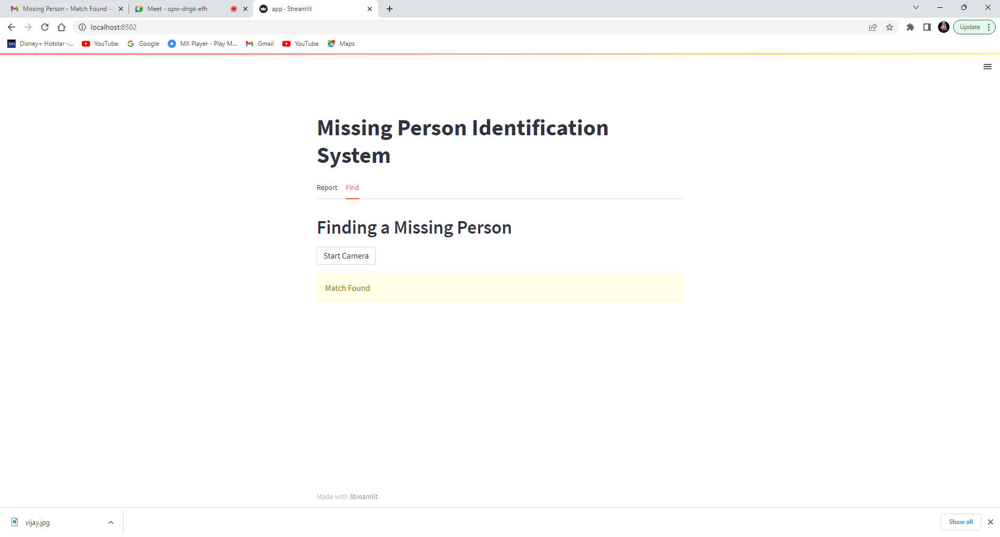 Missing Person - Match Found -
Meet - opw-dngk-efh
app · Streamlit
localhost:8502
Update
Disney+ Hotstar -...
YouTube
Google
MX Player - Play M...
Gmail
YouTube
Maps
Missing Person Identification
System
Report
Find
Finding a Missing Person
Start Camera
Match Found
Made with Streamlit
vijay.jpg
Show all